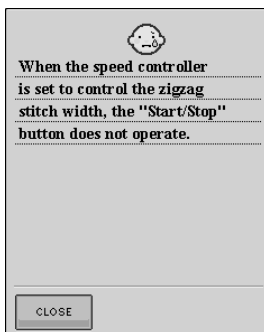 When the speed controller
is set to control the zigzag
stitch width, the "Start/Stop"
button does not operate.
CLOSE